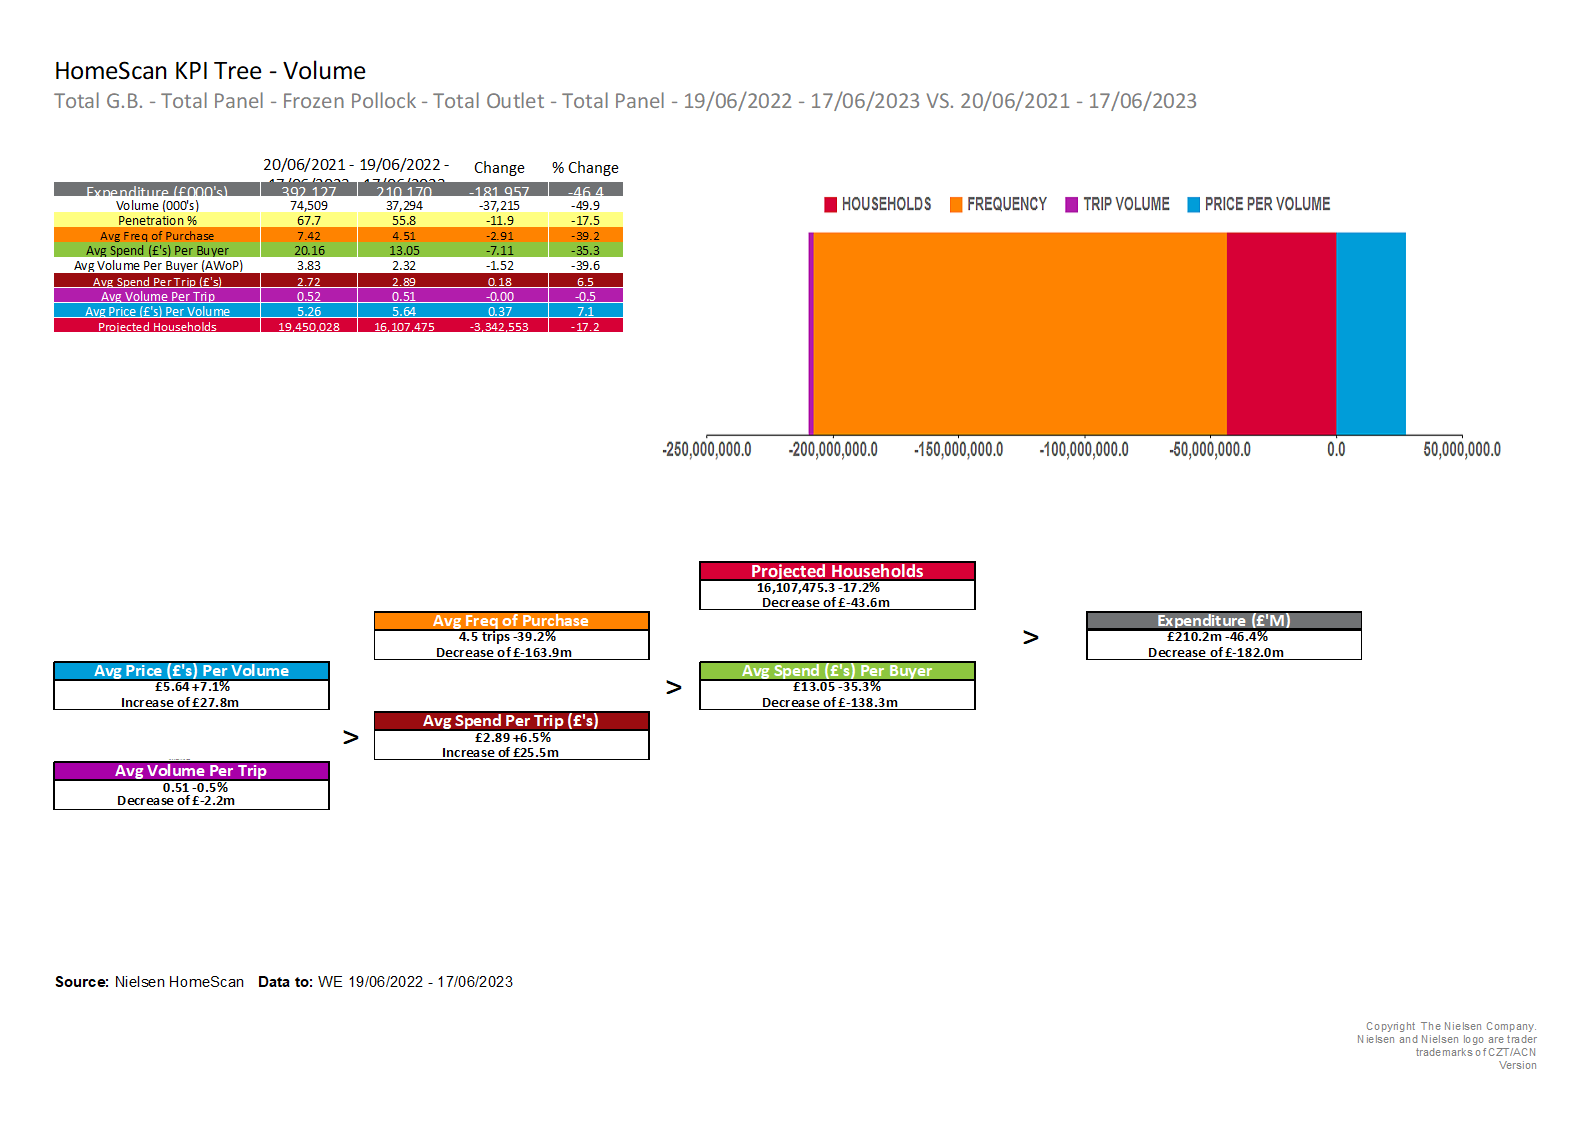 HomeScan KPI Tree - Volume
Total G.B. - Total Panel - Frozen Pollock - Total Outlet - Total Panel - 19/06/2022 - 17/06/2023 VS. 20/06/2021 - 17/06/2023
20/06/2021 - 19/06/2022 - Change % Change
17/06/2023 17/06/2023
Expenditure (£000's) 392,127 210,170 -181,957 -46.4
Volume (000's) 74,509 37,294 -37,215 -49.9
Penetration % 67.7 55.8 -11.9 -17.5
Avg Freq of Purchase 7.42 4.51 -2.91 -39.2
Avg Spend (£'s) Per Buyer 20.16 13.05 -7.11 -35.3
Avg Volume Per Buyer (AWoP) 3.83 2.32 -1.52 -39.6
Avg Spend Per Trip (£'s) 2.72 2.89 0.18 6.5
Avg Volume Per Trip 0.52 0.51 -0.00 -0.5
Avg Price (£'s) Per Volume 5.26 5.64 0.37 7.1
Projected Households 19,450,028 16,107,475 -3,342,553 -17.2
HOUSEHOLDS FREQUENCY TRIP VOLUME PRICE PER VOLUME
-250,000,000.0 -200,000,000.0 -150,000,000.0 -100,000,000.0 -50,000,000.0 0.0 50,000,000.0
Projected Households
16,107,475.3 -17.2%
Decrease of £-43.6m
Avg Freq of Purchase
4.5 trips -39.2%
Decrease of £-163.9m
>
Expenditure (£'M)
£210.2m -46.4%
Decrease of £-182.0m
Avg Price (£'s) Per Volume
£5.64 +7.1%
Increase of £27.8m
>
Avg Spend (£'s) Per Buyer
£13.05 -35.3%
Decrease of £-138.3m
>
Avg Spend Per Trip (£'s)
£2.89 +6.5%
Increase of £25.5m
Avg Volume Per Trip
0.51 -0.5%
Decrease of £-2.2m
Source: Nielsen HomeScan Data to: WE 19/06/2022 - 17/06/2023
Copyright The Nielsen Company.
Nielsen and Nielsen logo are trader
trademarks of CZT/ACN
Version